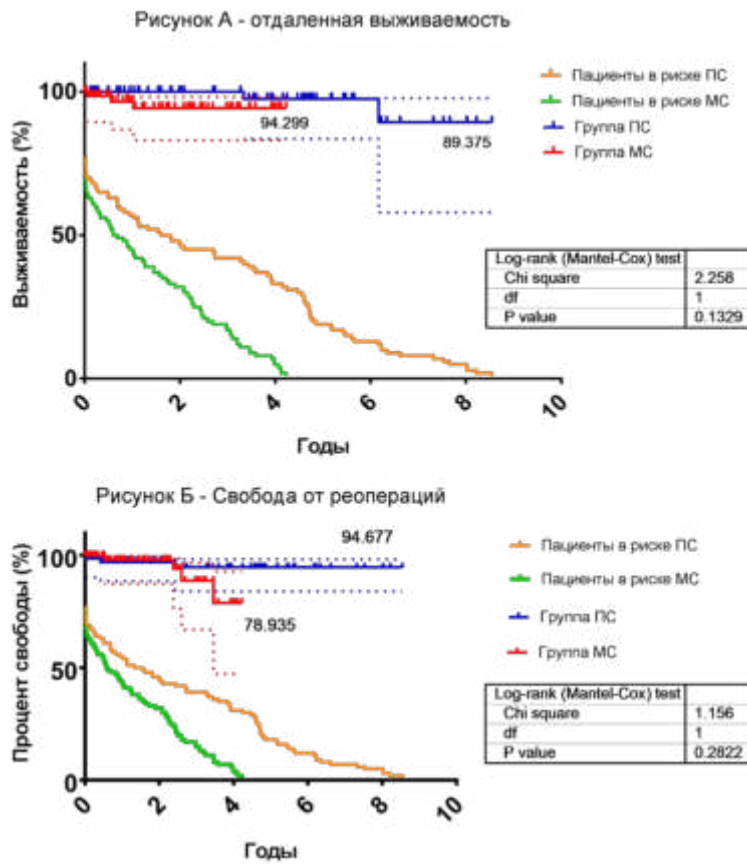 Рисунок А - отдаленная выживаемость
Выживаемость (%)
100
50
0
94.299
89.375
0 2 4 6 8 10
Годы
Пациенты в риске ПС
Пациенты в риске МС
Группа ПС
Группа МС
Log-rank (Mantel-Cox) test
Chi square 2.258
df 1
P value 0.1329
Рисунок Б - Свобода от реопераций
Процент свободы (%)
100
50
0
94.677
78.935
0 2 4 6 8 10
Годы
Пациенты в риске ПС
Пациенты в риске МС
Группа ПС
Группа МС
Log-rank (Mantel-Cox) test
Chi square 1.156
df 1
P value 0.2822